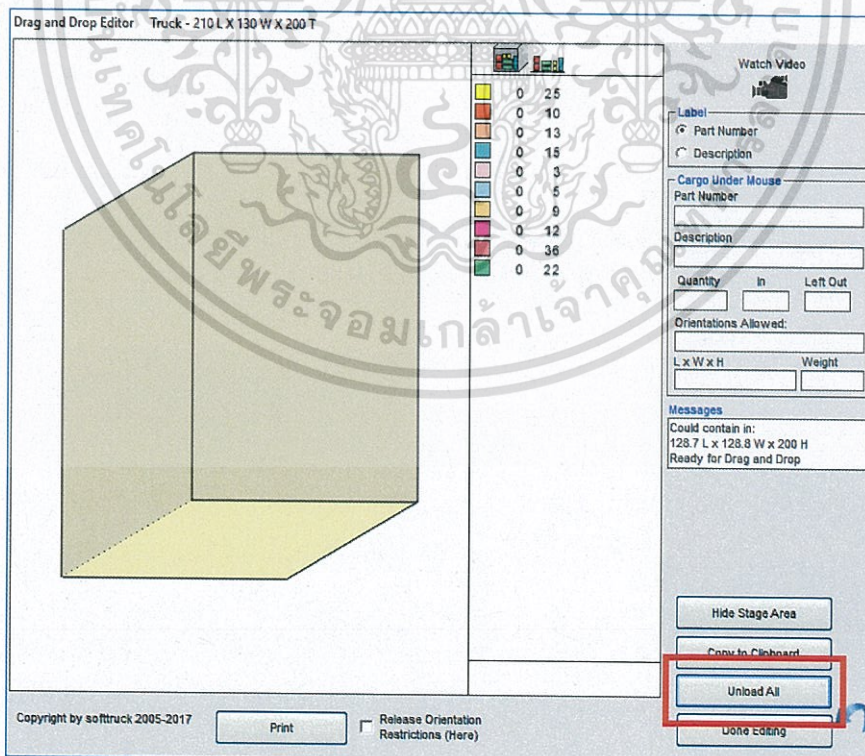 Drag and Drop Editor Truck - 210 L X 130 W X 200 T
0 25
0 10
0 13
0 15
0 3
0 5
0 9
0 12
0 36
0 22
Watch Video
Label
Part Number
Description
Cargo Under Mouse
Part Number
Description
Quantity In Left Out
Orientations Allowed:
L x W x H Weight
Messages
Could contain in:
128.7 L x 128.8 W x 200 H
Ready for Drag and Drop
Hide Stage Area
Copy to Clipboard
Unload All
Done Editing
Copyright by softtruck 2005-2017
Print
Release Orientation
Restrictions (Here)